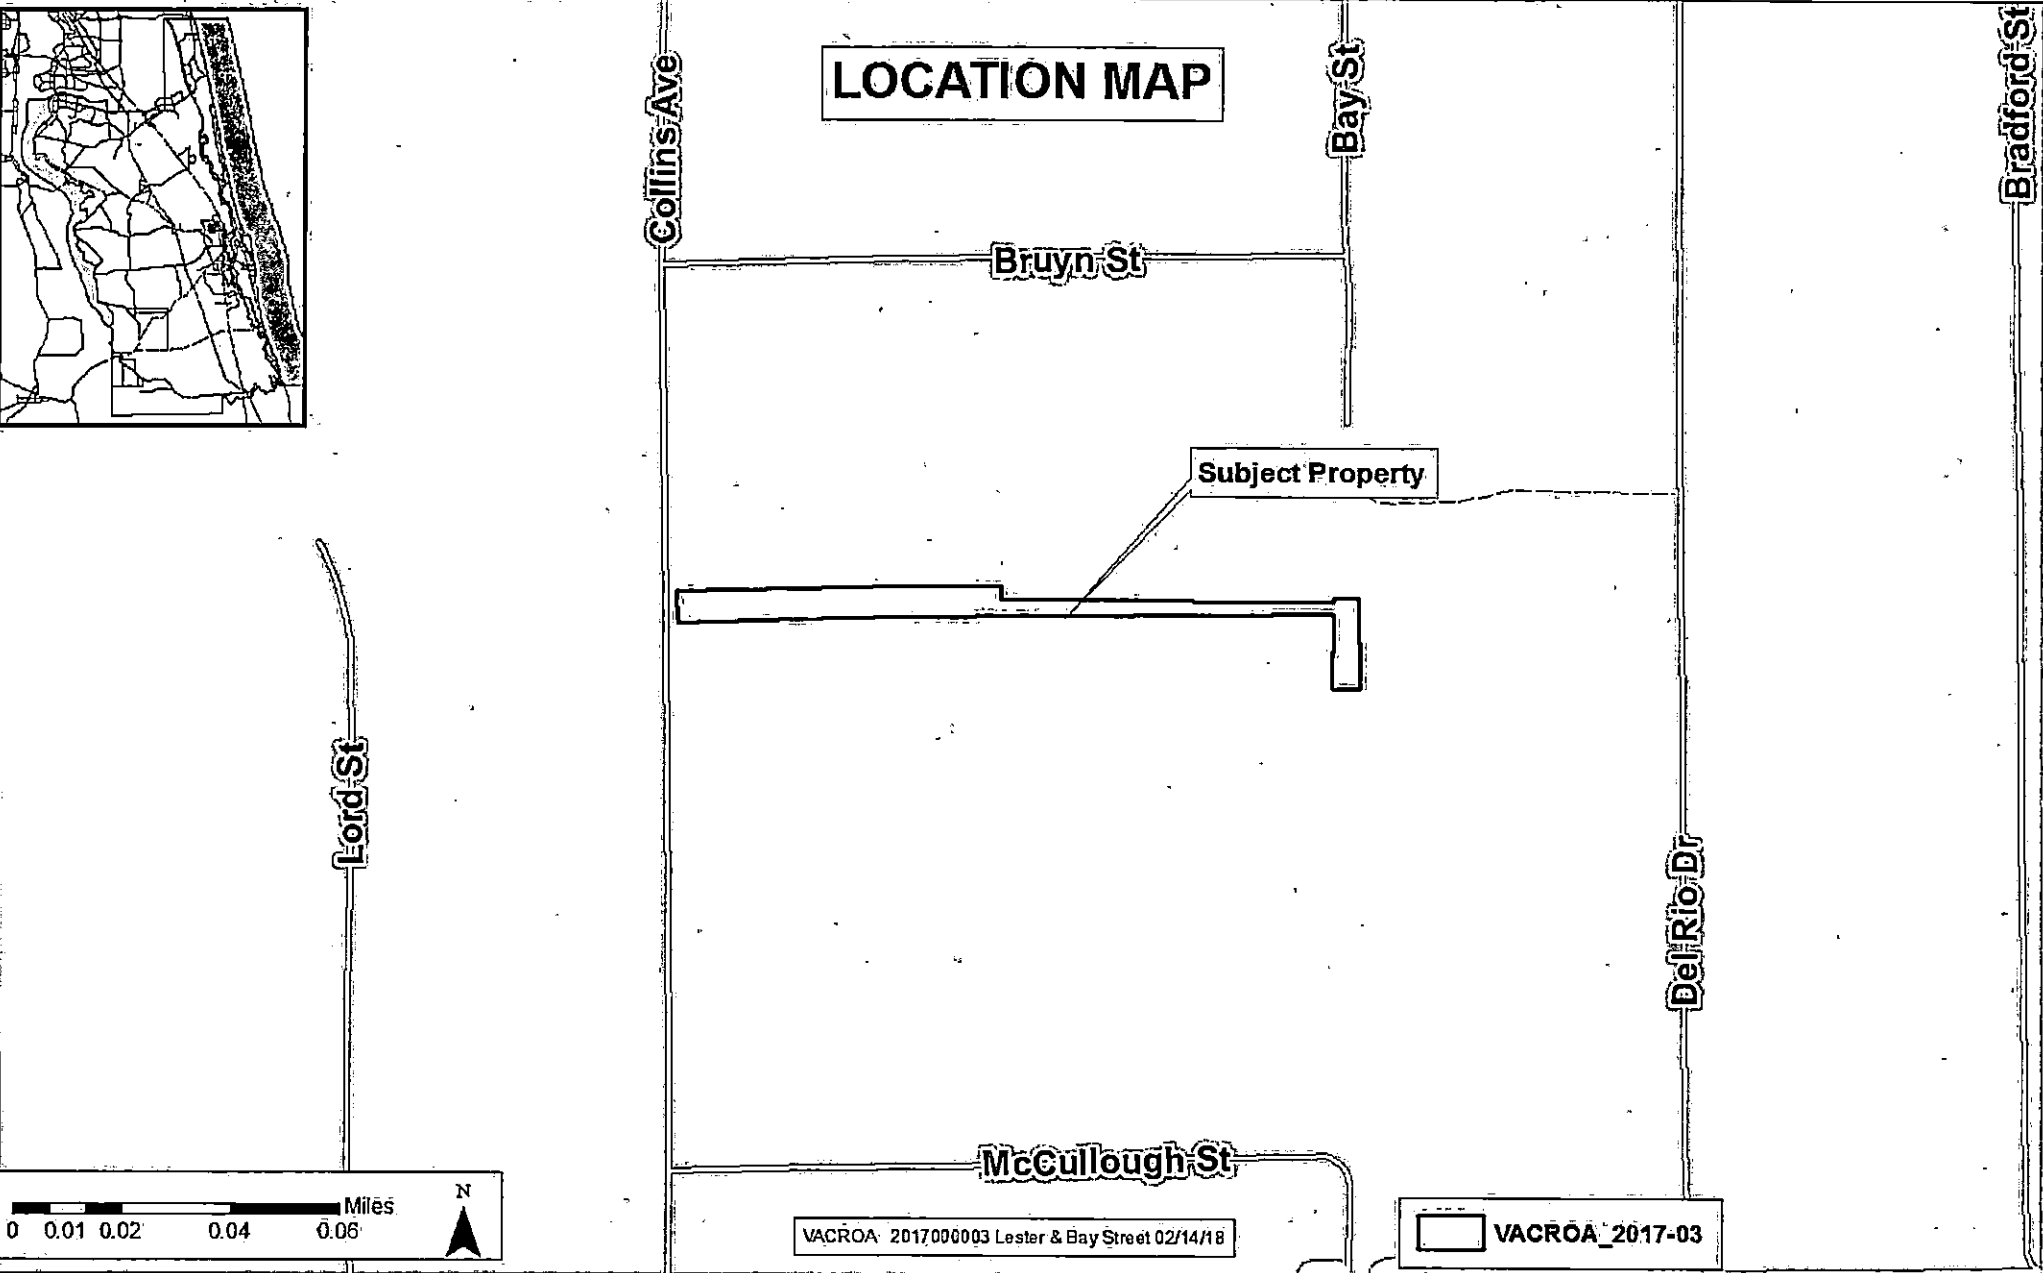 LOCATION MAP
Collins Ave
Bay St
Bradford St
Bruyn St
Subject Property
Lord St
Del Rio Dr
McCullough St
N
Miles
0 0.01 0.02 0.04 0.06
VACROA 2017000003 Lester & Bay Street 02/14/18
VACROA_2017-03